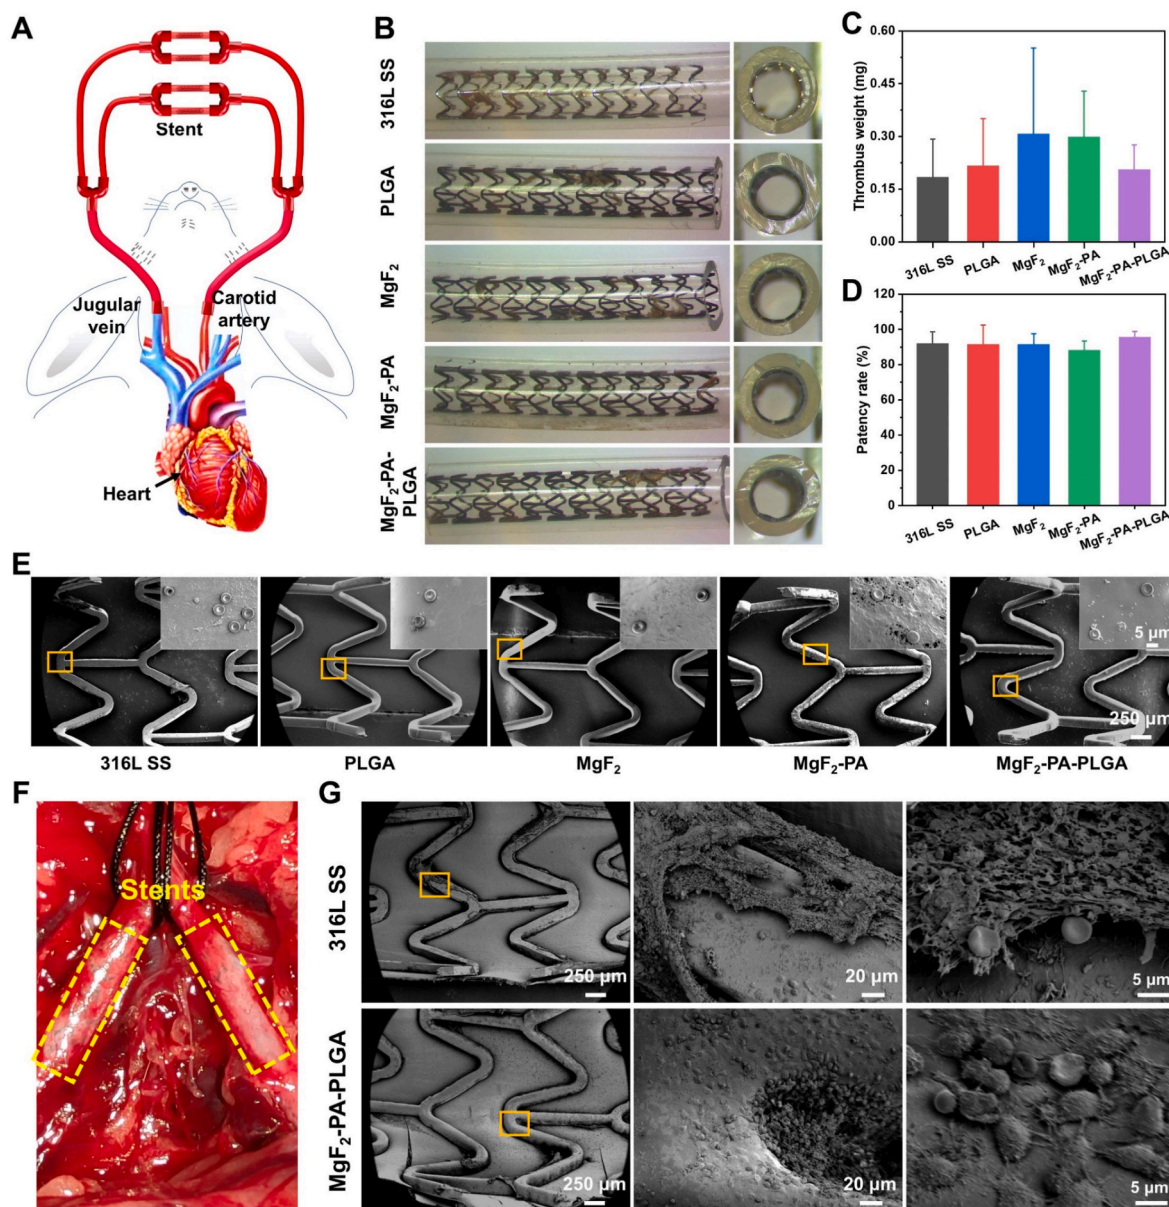 A
Stent
Jugular
vein
Carotid
artery
Heart
B
316L SS
PLGA
MgF₂
MgF₂-PA
MgF₂-PA-
PLGA
C
Thrombus weight (mg)
0.60
0.45
0.30
0.15
0.00
316L SS
PLGA
MgF₂
MgF₂-PA
MgF₂-PA-PLGA
D
Patency rate (%)
120
100
80
60
40
20
0
316L SS
PLGA
MgF₂
MgF₂-PA
MgF₂-PA-PLGA
E
5 µm
250 µm
316L SS
PLGA
MgF₂
MgF₂-PA
MgF₂-PA-PLGA
F
Stents
G
316L SS
250 µm
20 µm
5 µm
MgF₂-PA-PLGA
250 µm
20 µm
5 µm